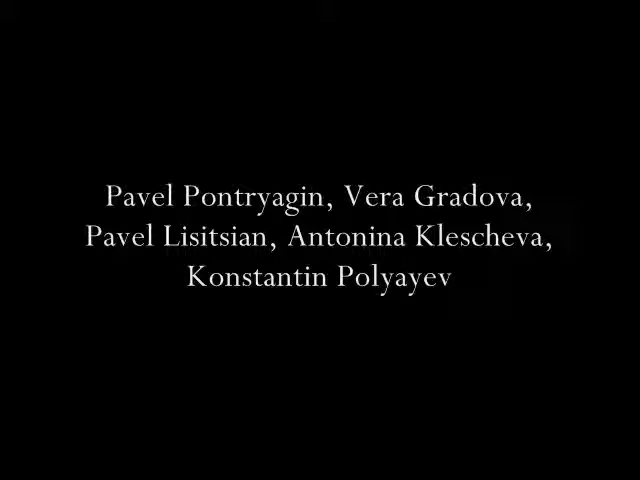 Pavel Pontryagin, Vera Gradova,
Pavel Lisitsian, Antonina Klescheva,
Konstantin Polyayev